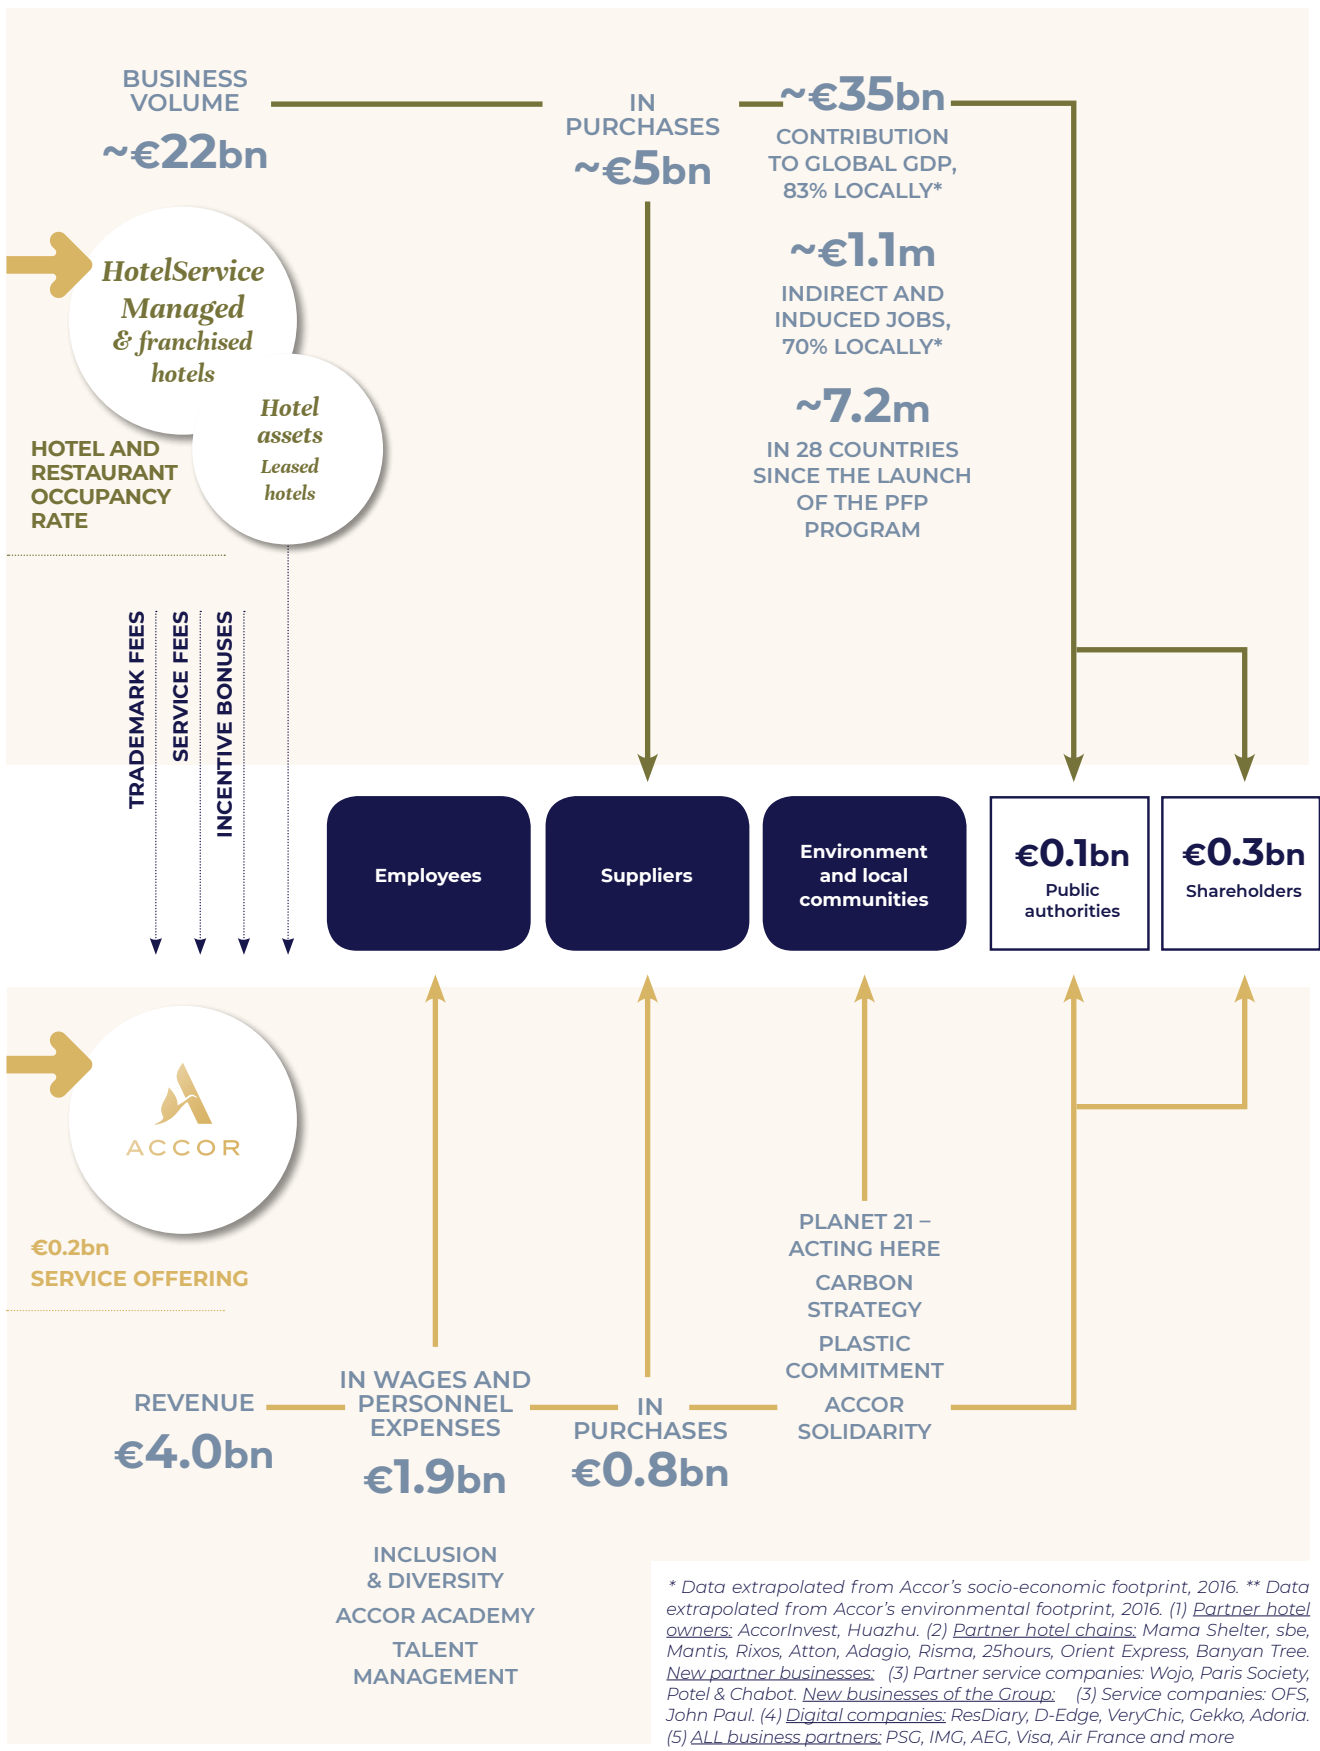 BUSINESS
VOLUME
~€22bn
IN
PURCHASES
~€5bn
~€35bn
CONTRIBUTION
TO GLOBAL GDP,
83% LOCALLY*
~€1.1m
INDIRECT AND
INDUCED JOBS,
70% LOCALLY*
~7.2m
IN 28 COUNTRIES
SINCE THE LAUNCH
OF THE PFP
PROGRAM
HotelService
Managed
& franchised
hotels
Hotel
assets
Leased
hotels
HOTEL AND
RESTAURANT
OCCUPANCY
RATE
TRADEMARK FEES
SERVICE FEES
INCENTIVE BONUSES
Employees
Suppliers
Environment
and local
communities
€0.1bn
Public
authorities
€0.3bn
Shareholders
ACCOR
€0.2bn
SERVICE OFFERING
REVENUE
€4.0bn
IN WAGES AND
PERSONNEL
EXPENSES
€1.9bn
INCLUSION
& DIVERSITY
ACCOR ACADEMY
TALENT
MANAGEMENT
IN
PURCHASES
€0.8bn
PLANET 21 –
ACTING HERE
CARBON
STRATEGY
PLASTIC
COMMITMENT
ACCOR
SOLIDARITY
* Data extrapolated from Accor's socio-economic footprint, 2016. ** Data
extrapolated from Accor's environmental footprint, 2016. (1) Partner hotel
owners: AccorInvest, Huazhu. (2) Partner hotel chains: Mama Shelter, sbe,
Mantis, Rixos, Atton, Adagio, Risma, 25hours, Orient Express, Banyan Tree.
New partner businesses: (3) Partner service companies: Wojo, Paris Society,
Potel & Chabot. New businesses of the Group: (3) Service companies: OFS,
John Paul. (4) Digital companies: ResDiary, D-Edge, VeryChic, Gekko, Adoria.
(5) ALL business partners: PSG, IMG, AEG, Visa, Air France and more